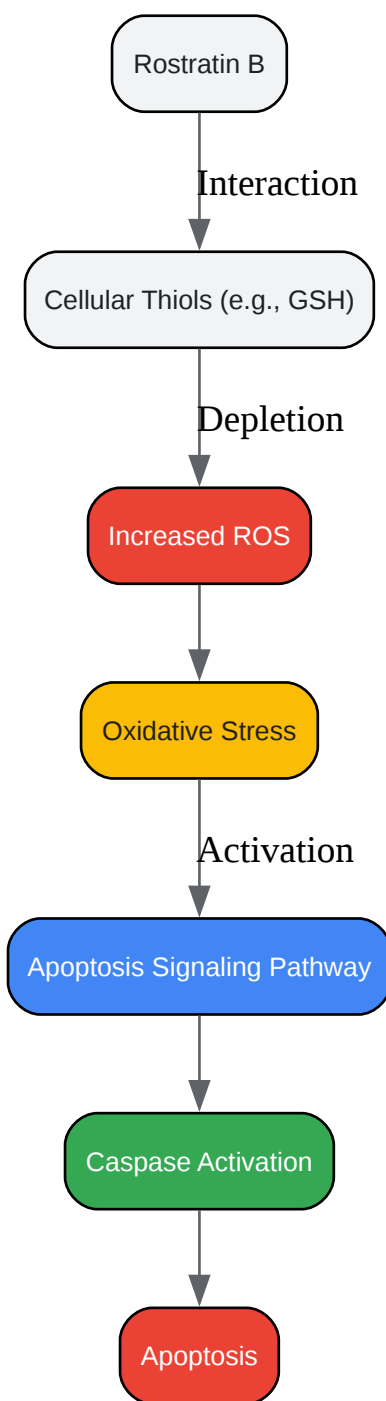 Rostratin B
Interaction
Cellular Thiols (e.g., GSH)
Depletion
Increased ROS
Oxidative Stress
Activation
Apoptosis Signaling Pathway
Caspase Activation
Apoptosis